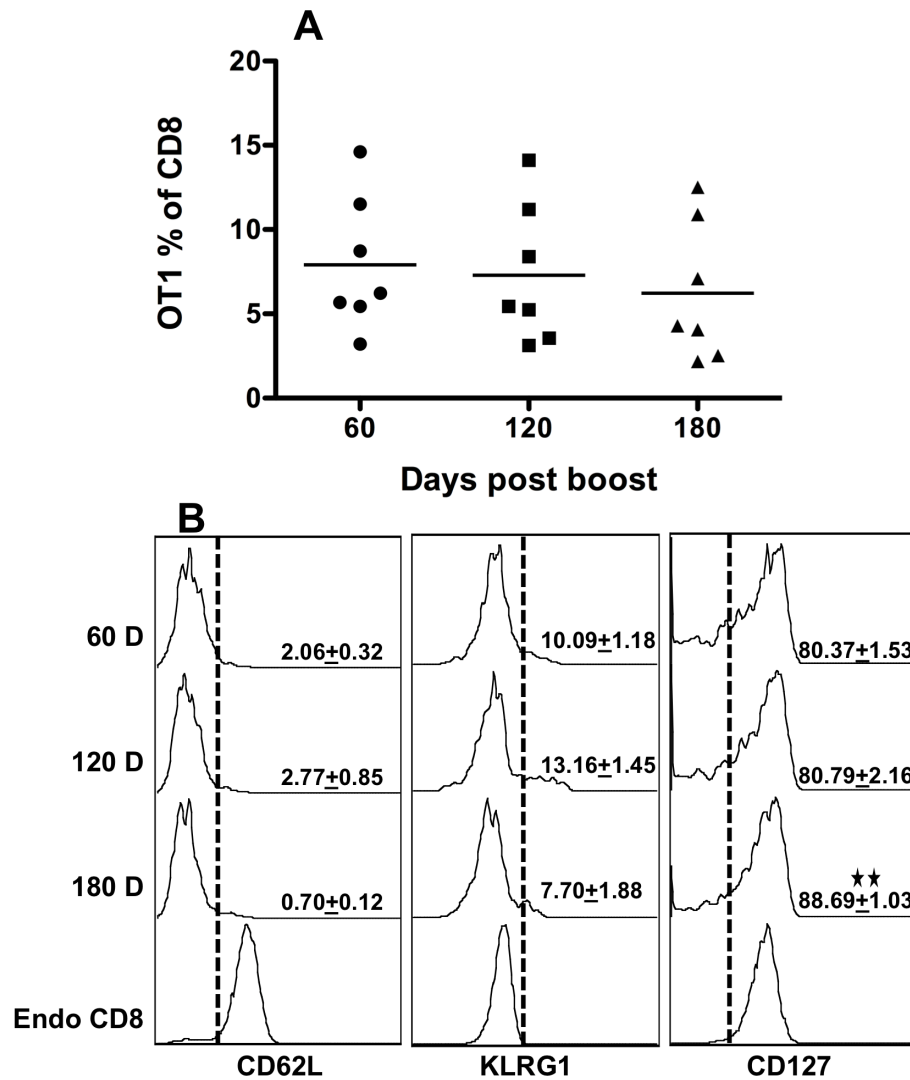 A
20
15
10
5
0
OT1 % of CD8
60 120 180
Days post boost
B
60 D 2.06±0.32 10.09±1.18 80.37±1.53
120 D 2.77±0.85 13.16±1.45 80.79±2.16
★★
180 D 0.70±0.12 7.70±1.88 88.69±1.03
Endo CD8
CD62L KLRG1 CD127